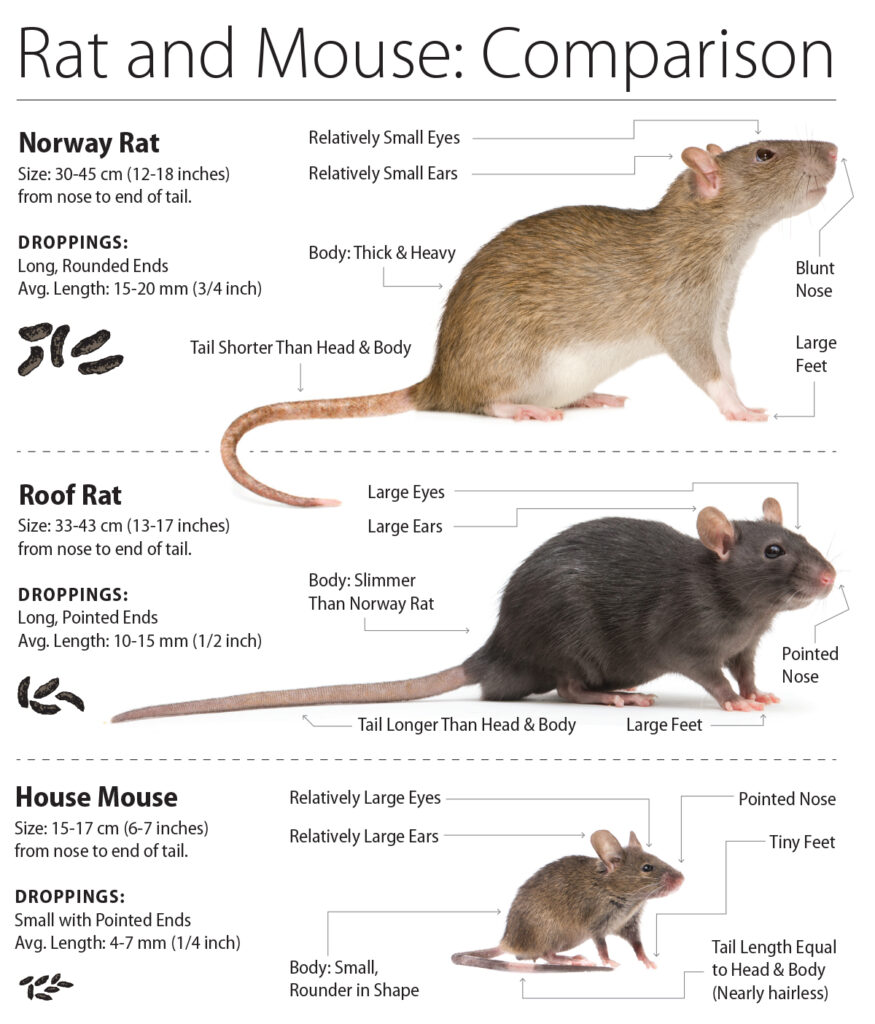 Rat and Mouse: Comparison
Norway Rat
Size: 30-45 cm (12-18 inches)
from nose to end of tail.
DROPPINGS:
Long, Rounded Ends
Avg. Length: 15-20 mm (3/4 inch)
Relatively Small Eyes
Relatively Small Ears
Body: Thick & Heavy
Tail Shorter Than Head & Body
Blunt
Nose
Large
Feet
Roof Rat
Size: 33-43 cm (13-17 inches)
from nose to end of tail.
DROPPINGS:
Long, Pointed Ends
Avg. Length: 10-15 mm (1/2 inch)
Large Eyes
Large Ears
Body: Slimmer
Than Norway Rat
Pointed
Nose
Tail Longer Than Head & Body
Large Feet
House Mouse
Size: 15-17 cm (6-7 inches)
from nose to end of tail.
DROPPINGS:
Small with Pointed Ends
Avg. Length: 4-7 mm (1/4 inch)
Relatively Large Eyes
Relatively Large Ears
Body: Small,
Rounder in Shape
Pointed Nose
Tiny Feet
Tail Length Equal
to Head & Body
(Nearly hairless)